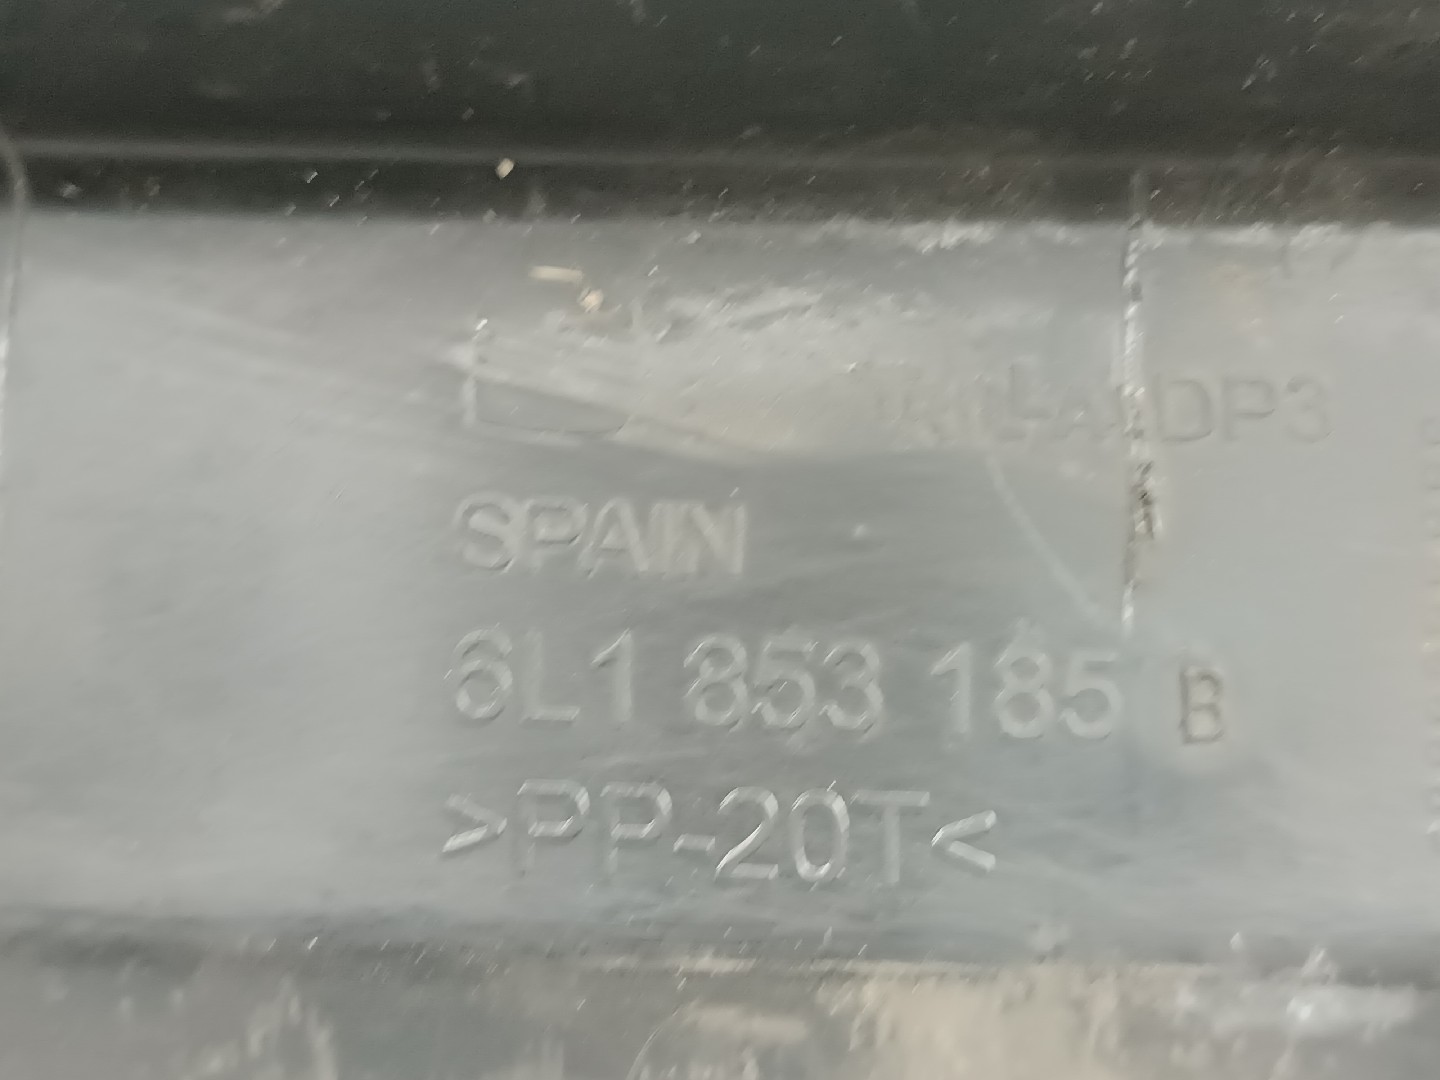 SPAIN
6L1 853 185 B
>PP-20T<